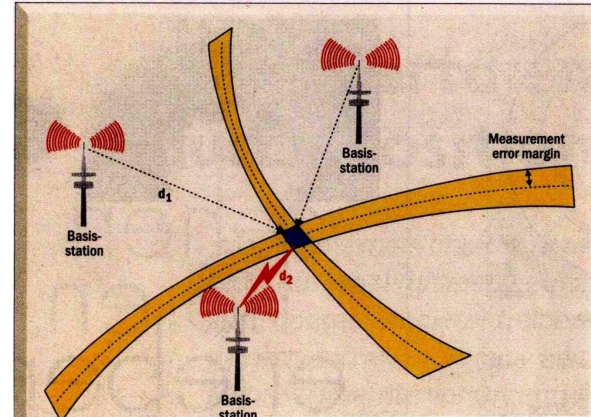 Basis-
station
Measurement
error margin
d₁
Basis-
station
d₂
Basis-
station